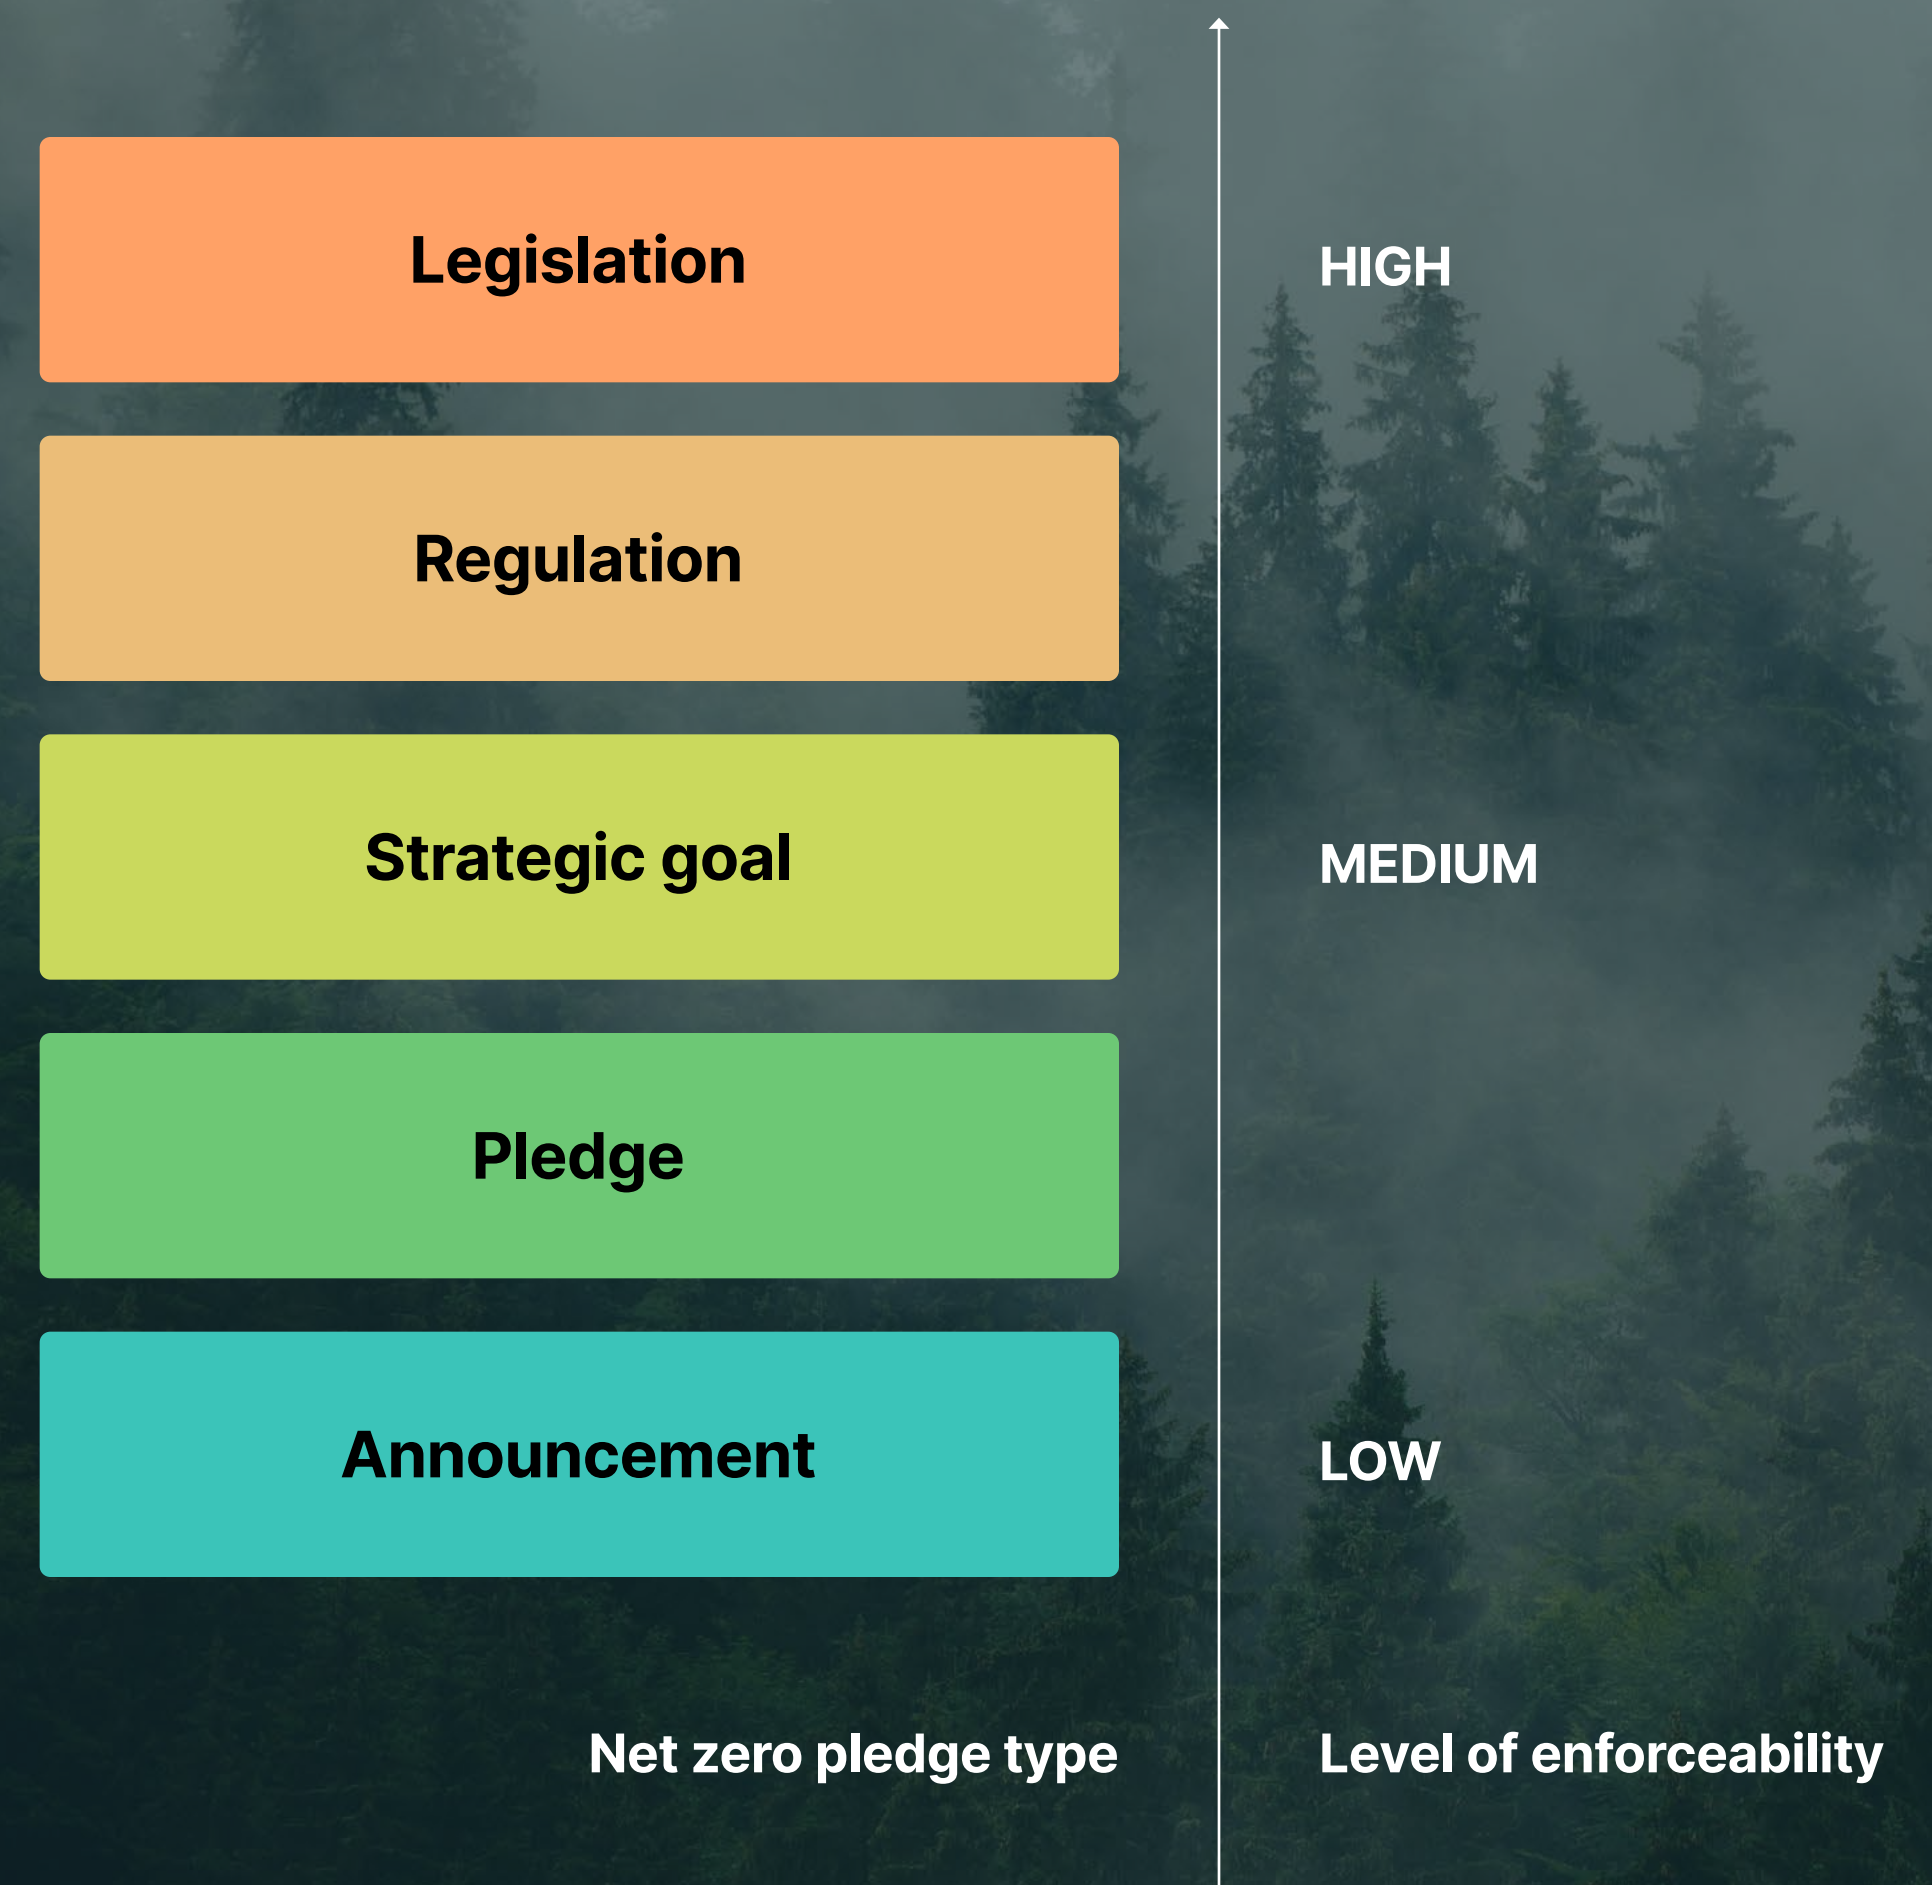 Legislation
HIGH
Regulation
Strategic goal
MEDIUM
Pledge
Announcement
LOW
Net zero pledge type
Level of enforceability